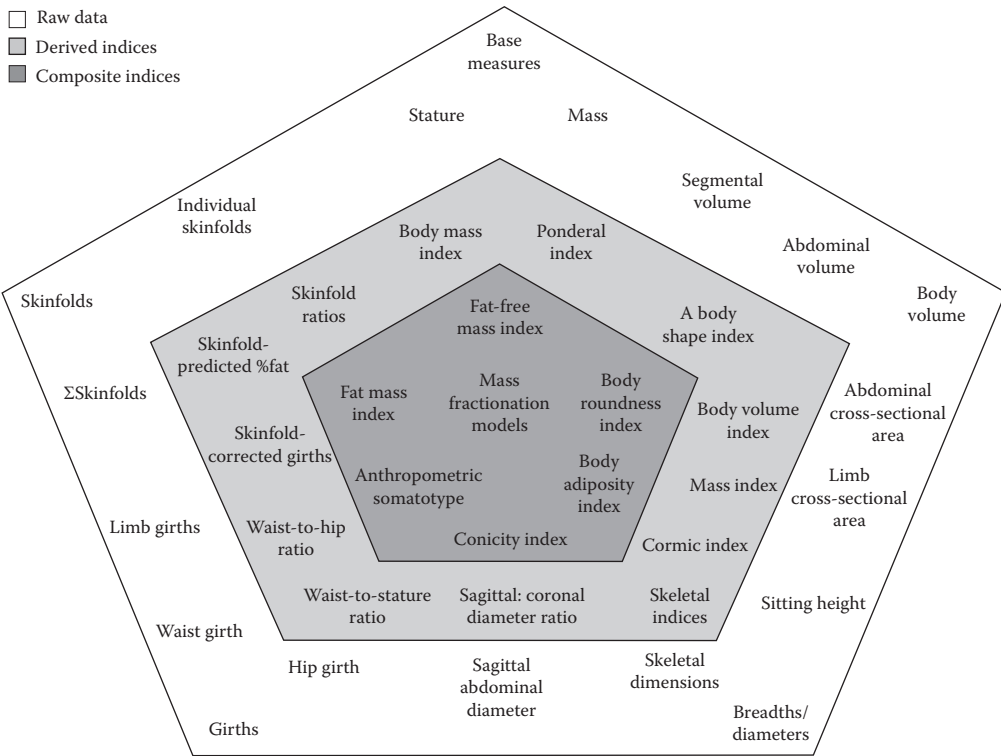 Raw data
Derived indices
Composite indices
Base
measures
Stature
Mass
Segmental
volume
Individual
skinfolds
Abdominal
volume
Body mass
index
Ponderal
index
Skinfolds
Body
volume
Skinfold
ratios
Fat-free
mass index
A body
shape index
Skinfold-
predicted %fat
ΣSkinfolds
Fat mass
index
Mass
fractionation
models
Body
roundness
index
Body volume
index
Abdominal
cross-sectional
area
Skinfold-
corrected girths
Anthropometric
somatotype
Body
adiposity
index
Mass index
Limb
cross-sectional
area
Limb girths
Waist-to-hip
ratio
Conicity index
Cormic index
Waist-to-stature
ratio
Sagittal: coronal
diameter ratio
Skeletal
indices
Sitting height
Waist girth
Hip girth
Sagittal
abdominal
diameter
Skeletal
dimensions
Girths
Breadths/
diameters